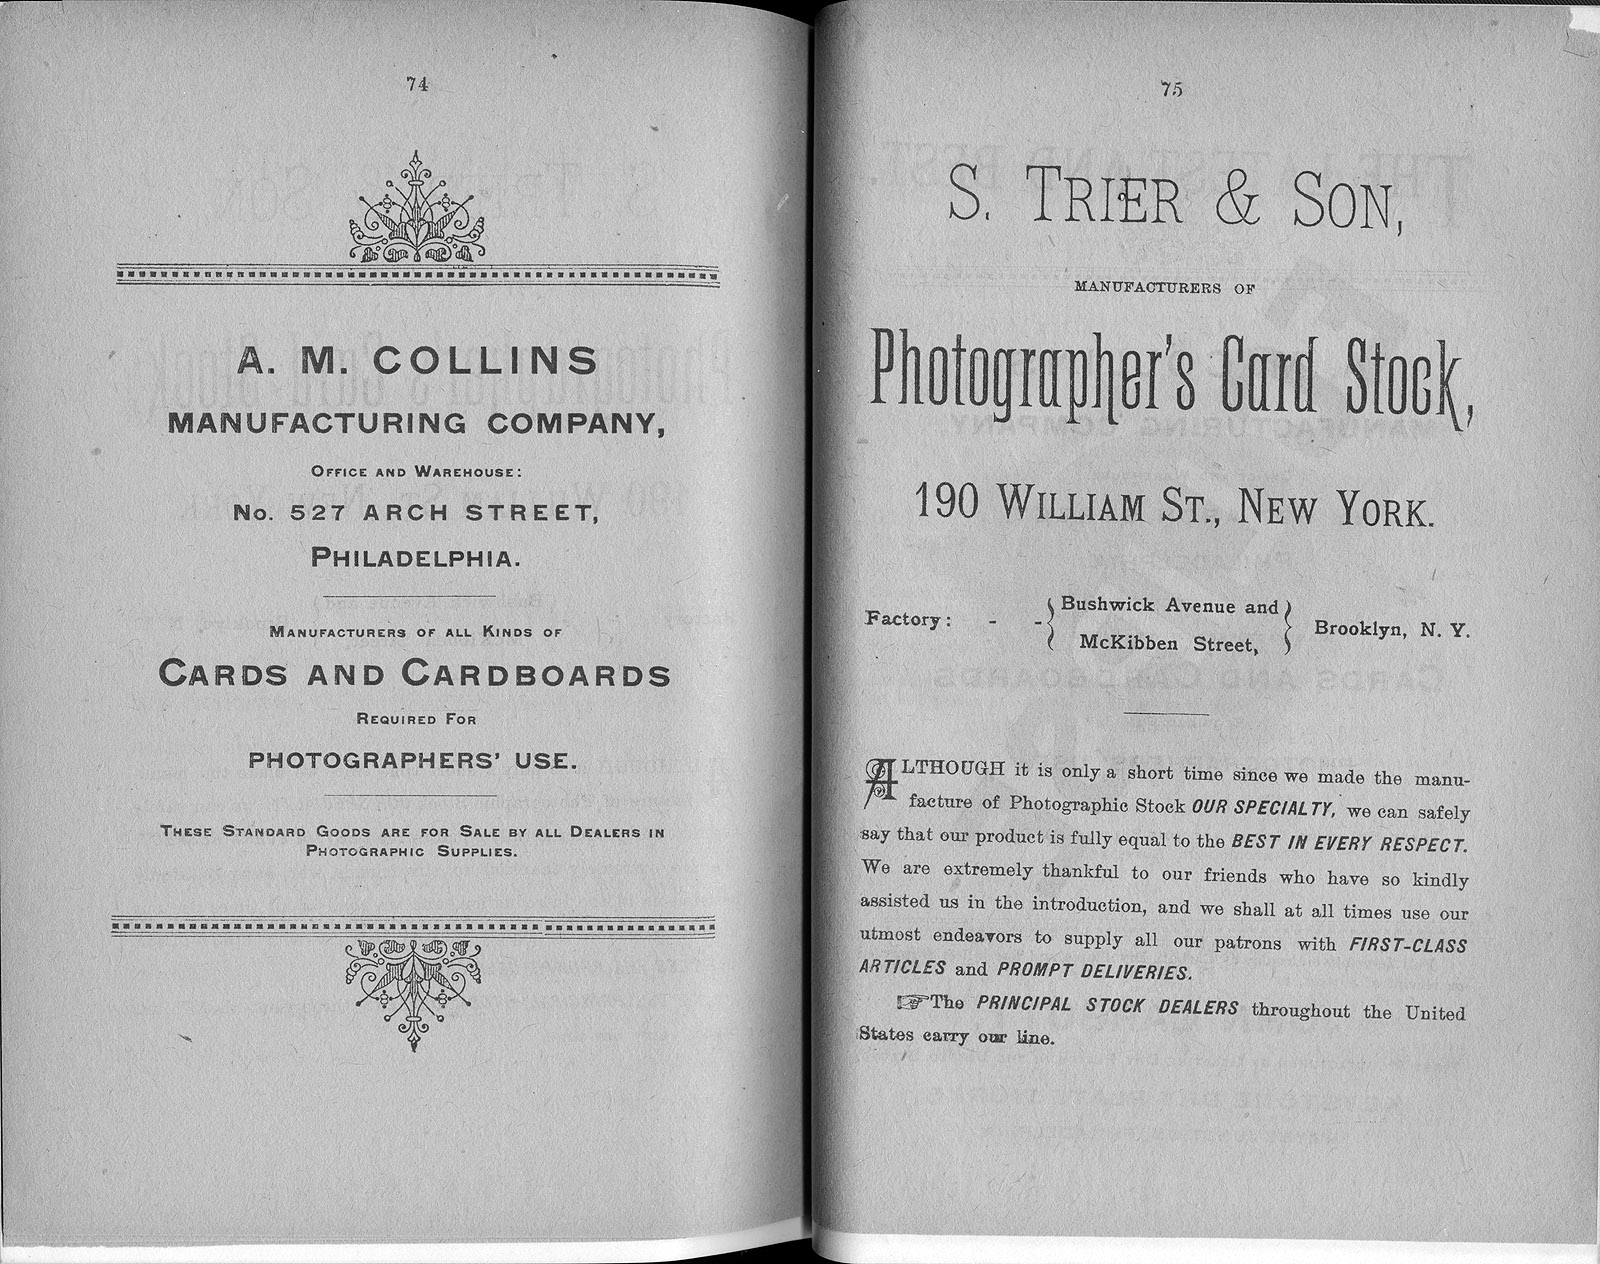 74
A. M. COLLINS
MANUFACTURING COMPANY,
OFFICE AND WAREHOUSE:
No. 527 ARCH STREET,
PHILADELPHIA.
MANUFACTURERS OF ALL KINDS OF
CARDS AND CARDBOARDS
REQUIRED FOR
PHOTOGRAPHERS' USE.
THESE STANDARD GOODS ARE FOR SALE BY ALL DEALERS IN
PHOTOGRAPHIC SUPPLIES.
75
S. TRIER & SON,
MANUFACTURERS OF
Photographer's Card Stock,
190 WILLIAM ST., NEW YORK.
Factory: - - { Bushwick Avenue and
McKibben Street, } Brooklyn, N. Y.
ALTHOUGH it is only a short time since we made the manu-
facture of Photographic Stock OUR SPECIALTY, we can safely
say that our product is fully equal to the BEST IN EVERY RESPECT.
We are extremely thankful to our friends who have so kindly
assisted us in the introduction, and we shall at all times use our
utmost endeavors to supply all our patrons with FIRST-CLASS
ARTICLES and PROMPT DELIVERIES.
☞The PRINCIPAL STOCK DEALERS throughout the United
States carry our line.